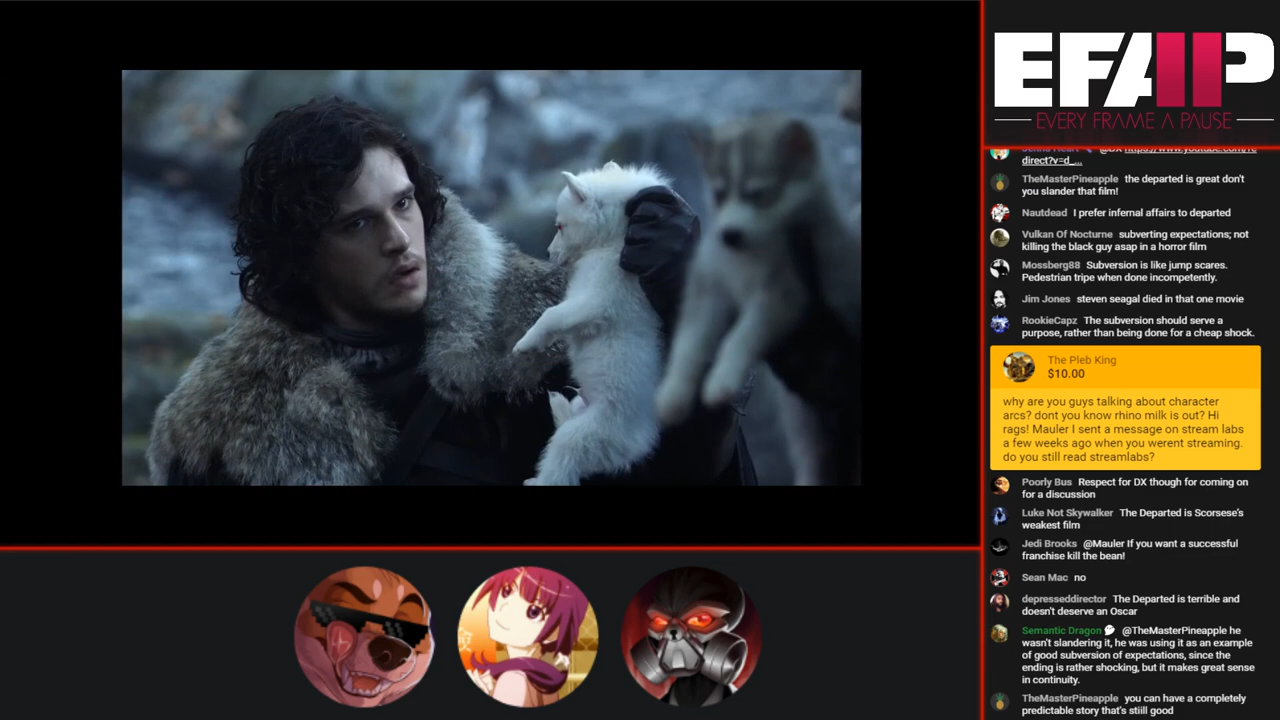 EFAP
EVERY FRAME A PAUSE
@DX https://www.youtube.com/re
direct?v=d_...
TheMasterPineapple the departed is great don't
you slander that film!
Nautdead I prefer infernal affairs to departed
Vulkan Of Nocturne subverting expectations; not
killing the black guy asap in a horror film
Mossberg88 Subversion is like jump scares.
Pedestrian tripe when done incompetently.
Jim Jones steven seagal died in that one movie
RookieCapz The subversion should serve a
purpose, rather than being done for a cheap shock.
The Pleb King
$10.00
why are you guys talking about character
arcs? dont you know rhino milk is out? Hi
rags! Mauler I sent a message on stream labs
a few weeks ago when you werent streaming.
do you still read streamlabs?
Poorly Bus Respect for DX though for coming on
for a discussion
Luke Not Skywalker The Departed is Scorsese's
weakest film
Jedi Brooks @Mauler If you want a successful
franchise kill the bean!
Sean Mac no
depresseddirector The Departed is terrible and
doesn't deserve an Oscar
Semantic Dragon @TheMasterPineapple he
wasn't slandering it, he was using it as an example
of good subversion of expectations, since the
ending is rather shocking, but it makes great sense
in continuity.
TheMasterPineapple you can have a completely
predictable story that's stiill good